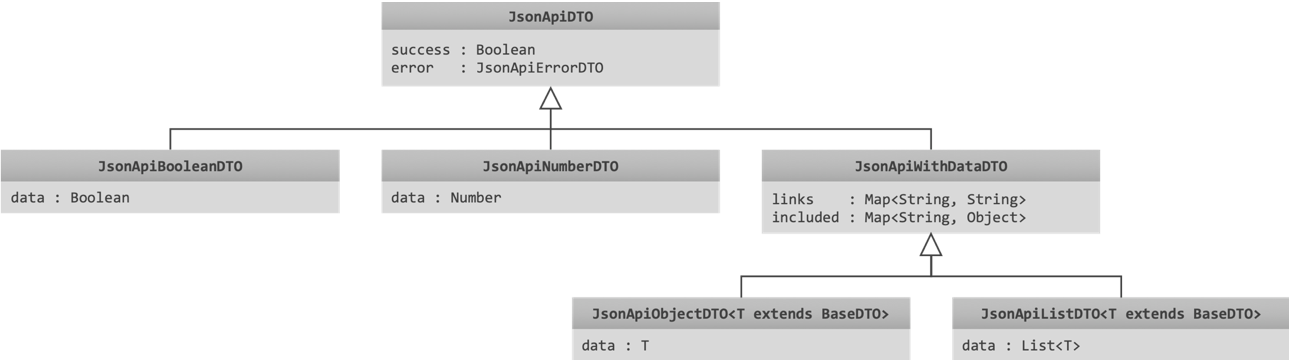 JsonApiDTO
success : Boolean
error   : JsonApiErrorDTO
JsonApiBooleanDTO
data : Boolean
JsonApiNumberDTO
data : Number
JsonApiWithDataDTO
links    : Map<String, String>
included : Map<String, Object>
JsonApiObjectDTO<T extends BaseDTO>
data : T
JsonApiListDTO<T extends BaseDTO>
data : List<T>